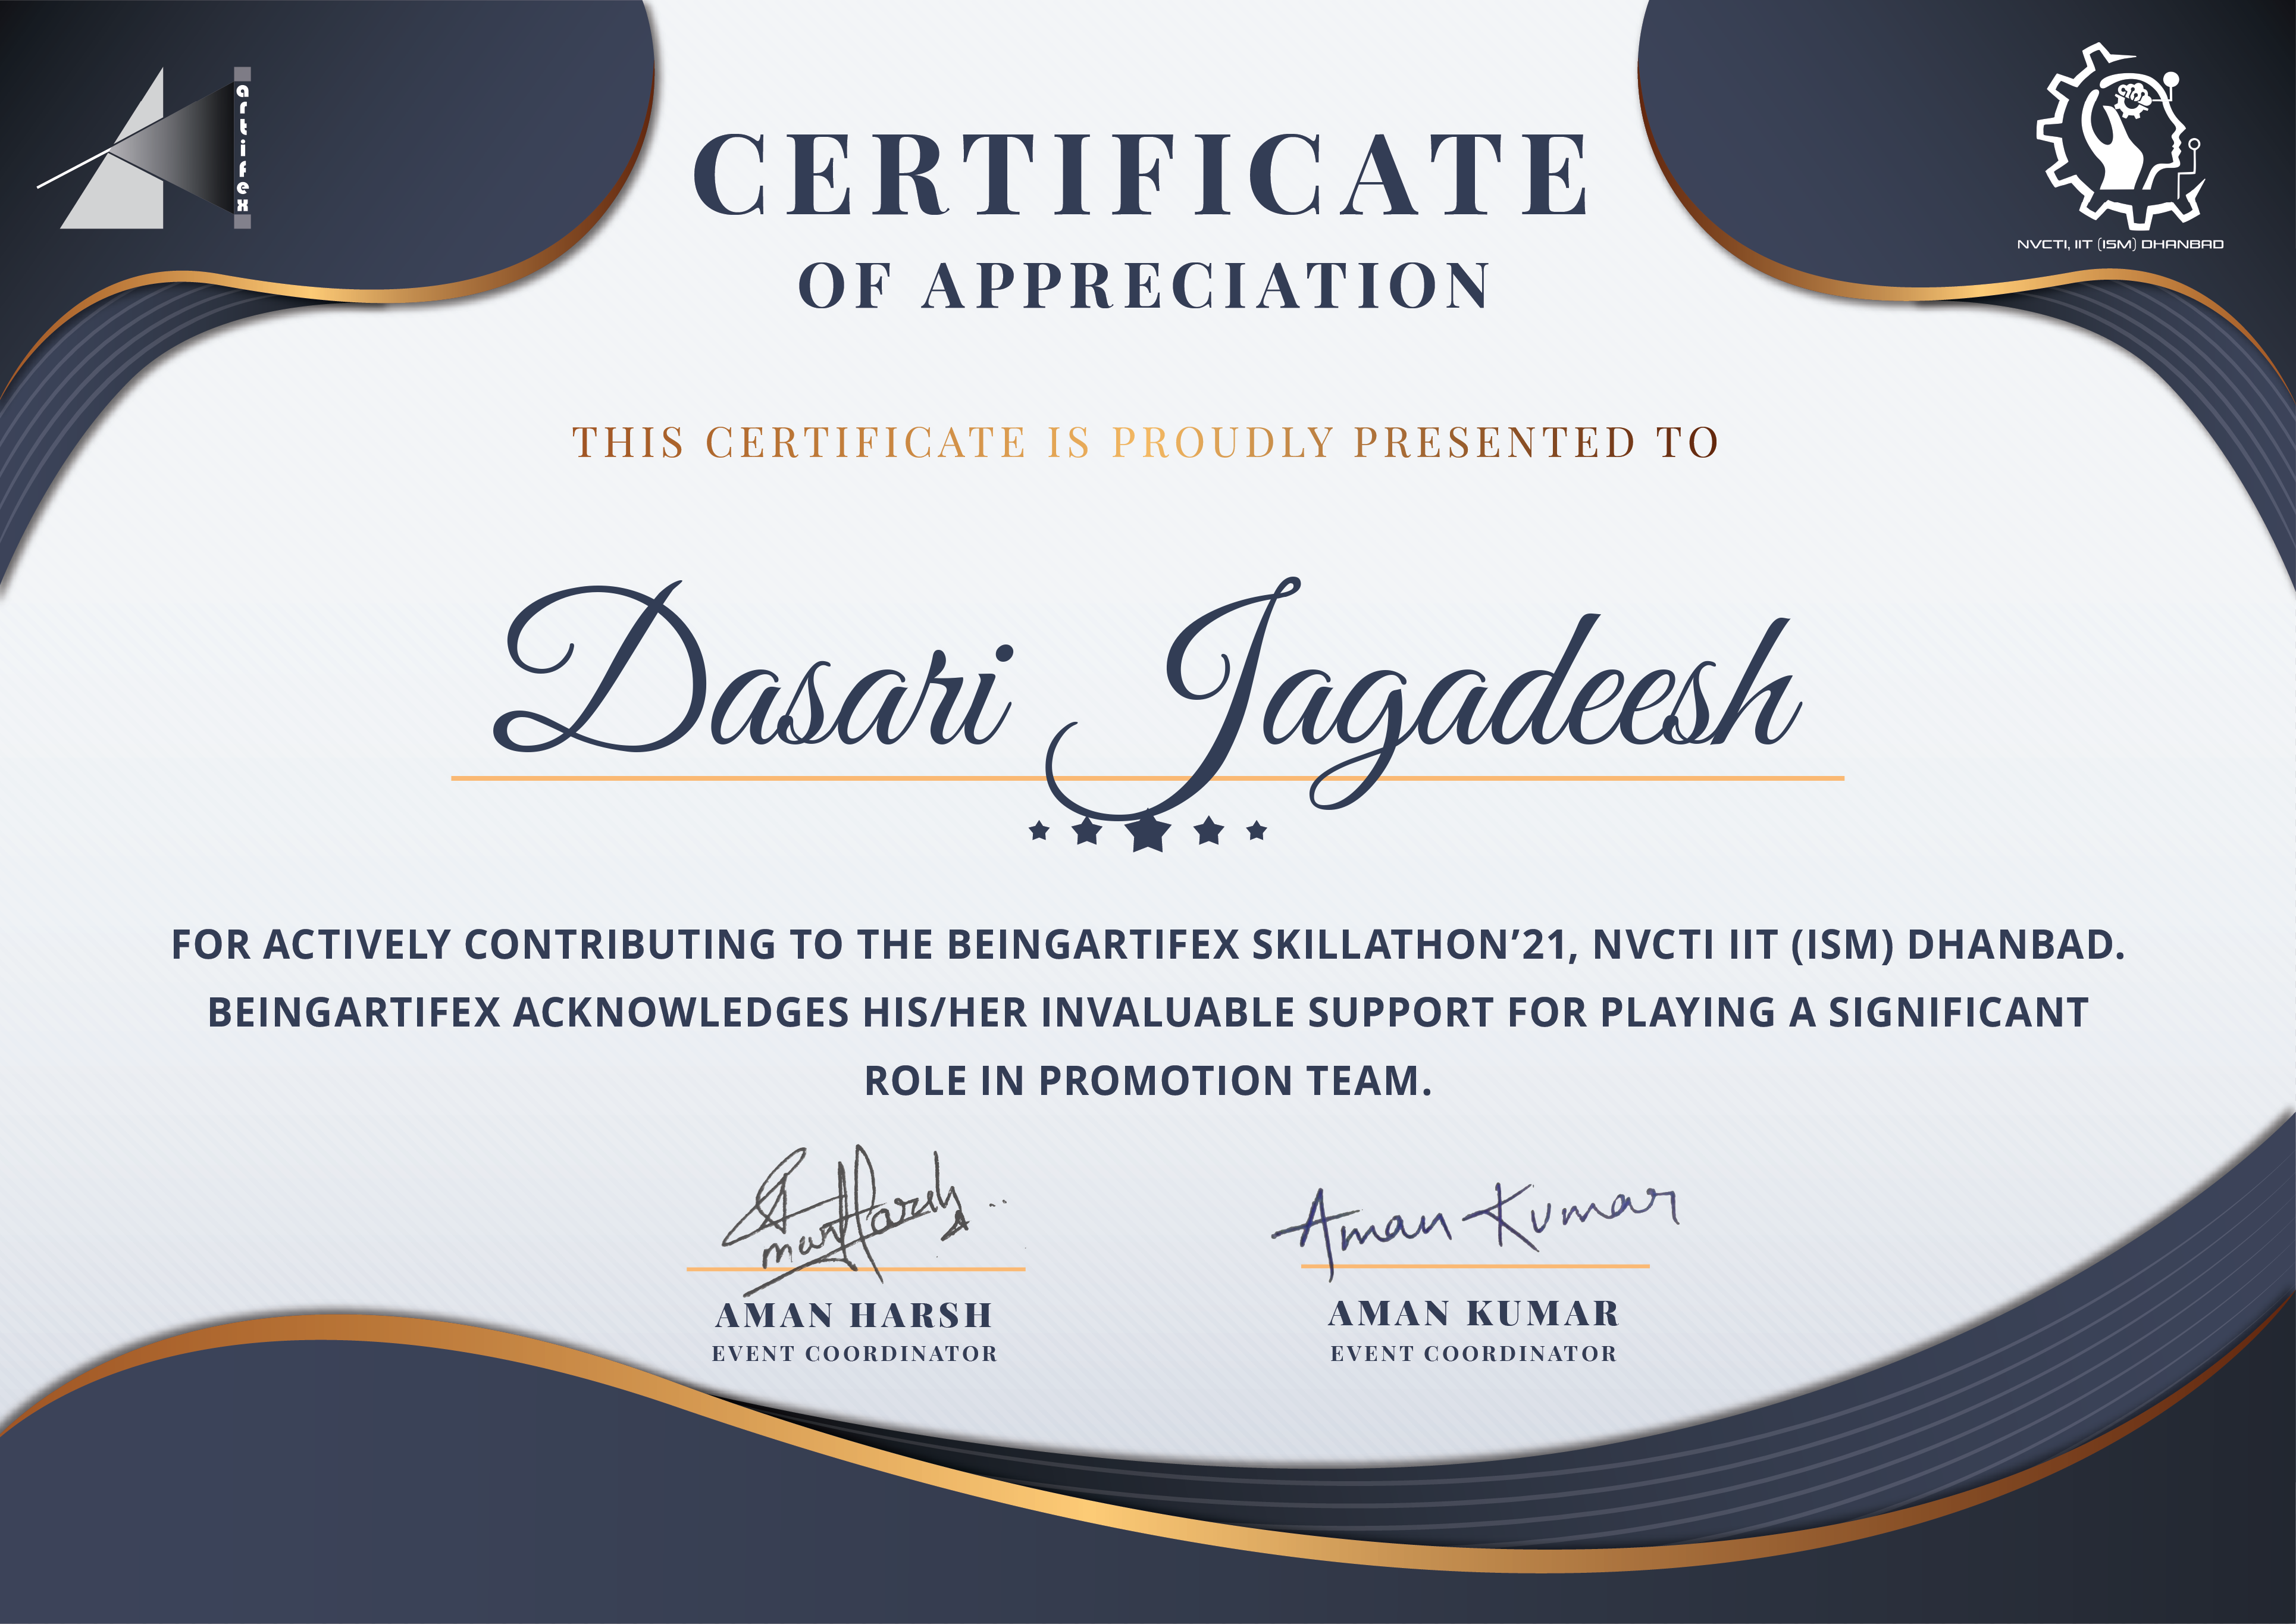 artifex
NVCTI, IIT (ISM) DHANBAD
CERTIFICATE
OF APPRECIATION
THIS CERTIFICATE IS PROUDLY PRESENTED TO
Dasari Jagadeesh
FOR ACTIVELY CONTRIBUTING TO THE BEINGARTIFEX SKILLATHON’21, NVCTI IIT (ISM) DHANBAD.
BEINGARTIFEX ACKNOWLEDGES HIS/HER INVALUABLE SUPPORT FOR PLAYING A SIGNIFICANT
ROLE IN PROMOTION TEAM.
Aman Harsh
Aman Kumar
AMAN HARSH
EVENT COORDINATOR
AMAN KUMAR
EVENT COORDINATOR